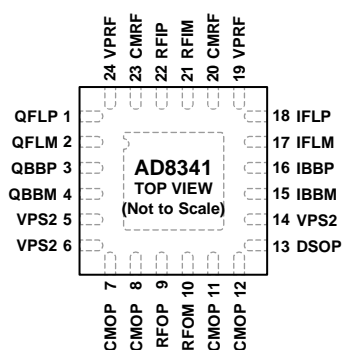 24 VPRF
23 CMRF
22 RFIP
21 RFIM
20 CMRF
19 VPRF
QFLP 1
QFLM 2
QBBP 3
QBBM 4
VPS2 5
VPS2 6
AD8341
TOP VIEW
(Not to Scale)
18 IFLP
17 IFLM
16 IBBP
15 IBBM
14 VPS2
13 DSOP
CMOP 7
CMOP 8
RFOP 9
RFOM 10
CMOP 11
CMOP 12